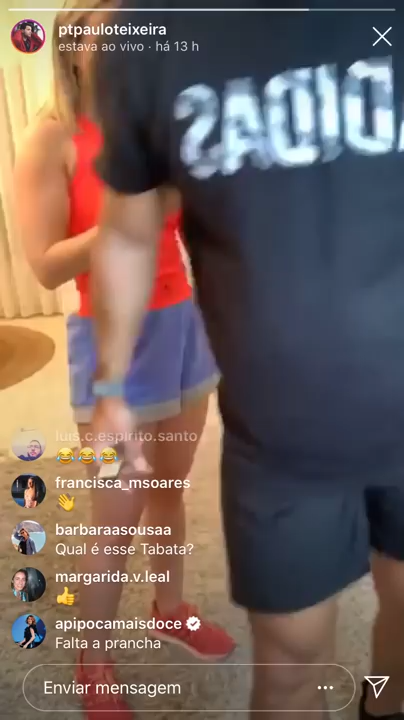 ptpauloteixeira
estava ao vivo · há 13 h
ADIDAS
luis.c.espirito.santo
😂😂😂
francisca_msoares
👋
barbaraasousaa
Qual é esse Tabata?
margarida.v.leal
👍
apipocamaisdoce
Falta a prancha
Enviar mensagem